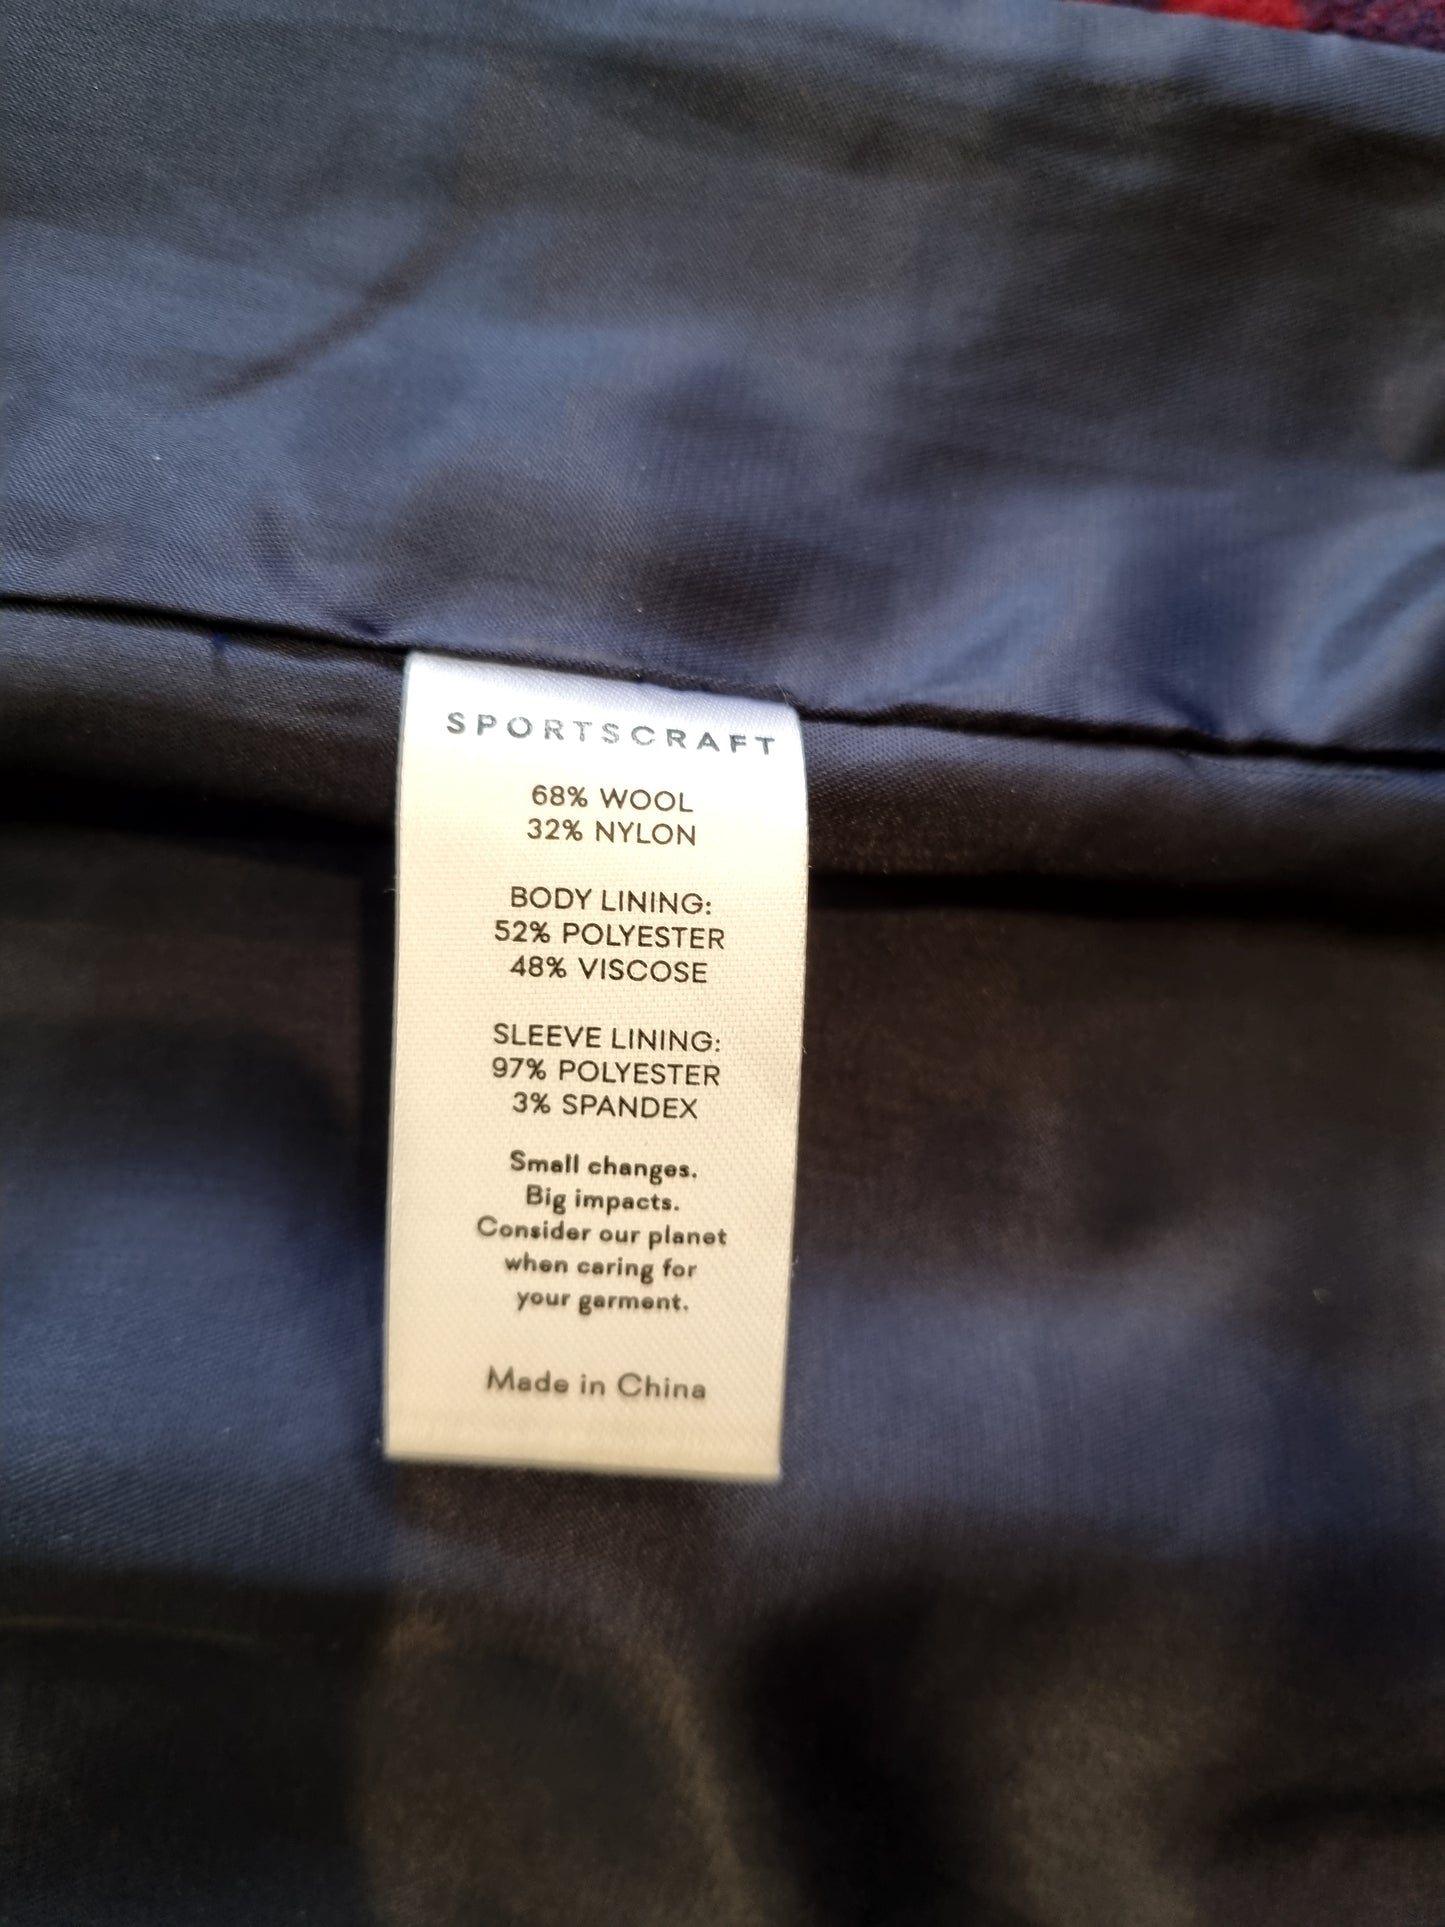 SPORTSCRAFT
68% WOOL
32% NYLON
BODY LINING:
52% POLYESTER
48% VISCOSE
SLEEVE LINING:
97% POLYESTER
3% SPANDEX
Small changes.
Big impacts.
Consider our planet
when caring for
your garment.
Made in China